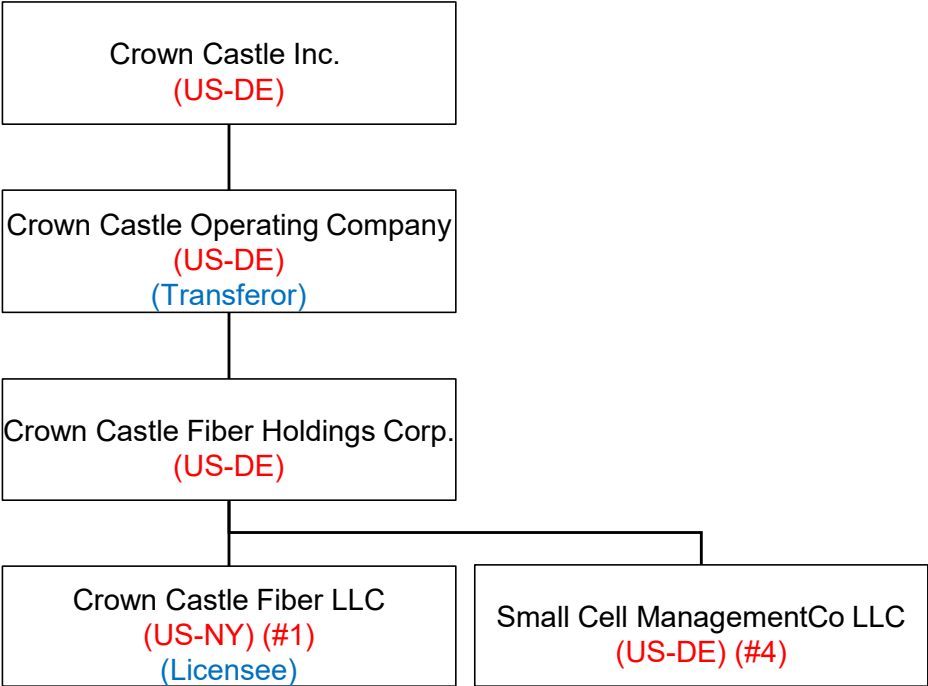 Crown Castle Inc.
(US-DE)
Crown Castle Operating Company
(US-DE)
(Transferor)
Crown Castle Fiber Holdings Corp.
(US-DE)
Crown Castle Fiber LLC
(US-NY) (#1)
(Licensee)
Small Cell ManagementCo LLC
(US-DE) (#4)